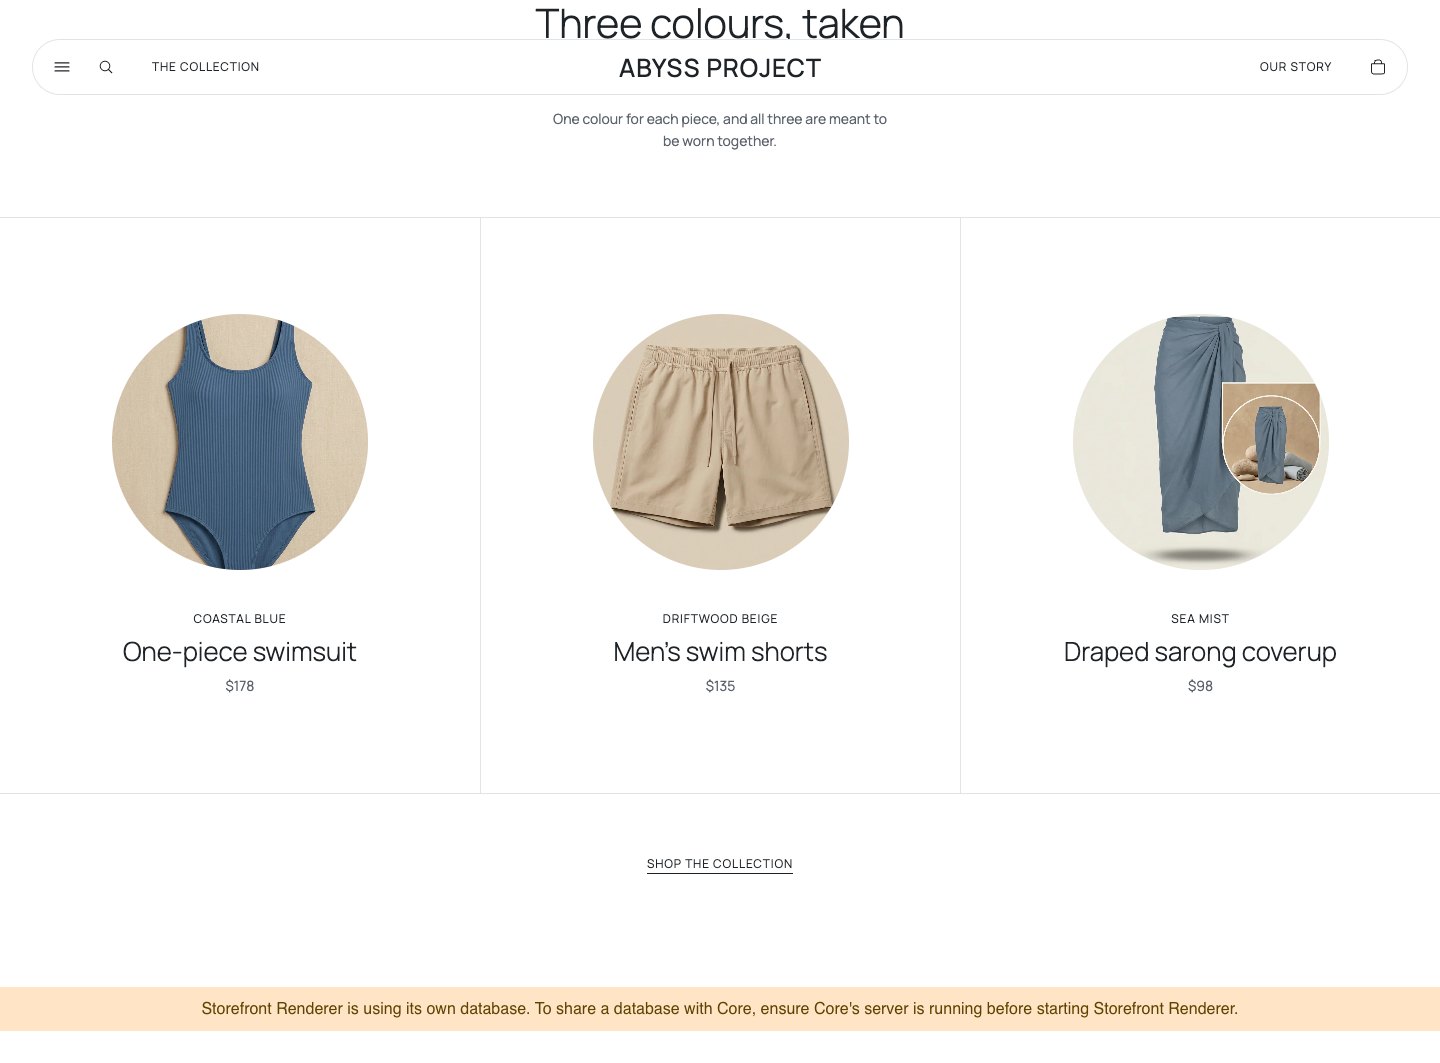 Three colours, taken
THE COLLECTION
ABYSS PROJECT
OUR STORY
One colour for each piece, and all three are meant to
be worn together.
COASTAL BLUE
One-piece swimsuit
$178
DRIFTWOOD BEIGE
Men's swim shorts
$135
SEA MIST
Draped sarong coverup
$98
SHOP THE COLLECTION
Storefront Renderer is using its own database. To share a database with Core, ensure Core's server is running before starting Storefront Renderer.